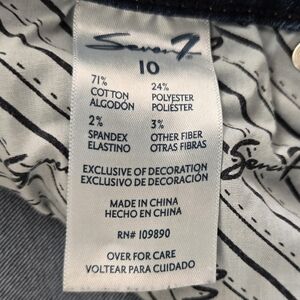 Seven7
10
71% 24%
COTTON POLYESTER
ALGODÓN POLIÉSTER
2% 3%
SPANDEX OTHER FIBER
ELASTINO OTRAS FIBRAS
EXCLUSIVE OF DECORATION
EXCLUSIVO DE DECORACIÓN
MADE IN CHINA
HECHO EN CHINA
RN# 109890
OVER FOR CARE
VOLTEAR PARA CUIDADO